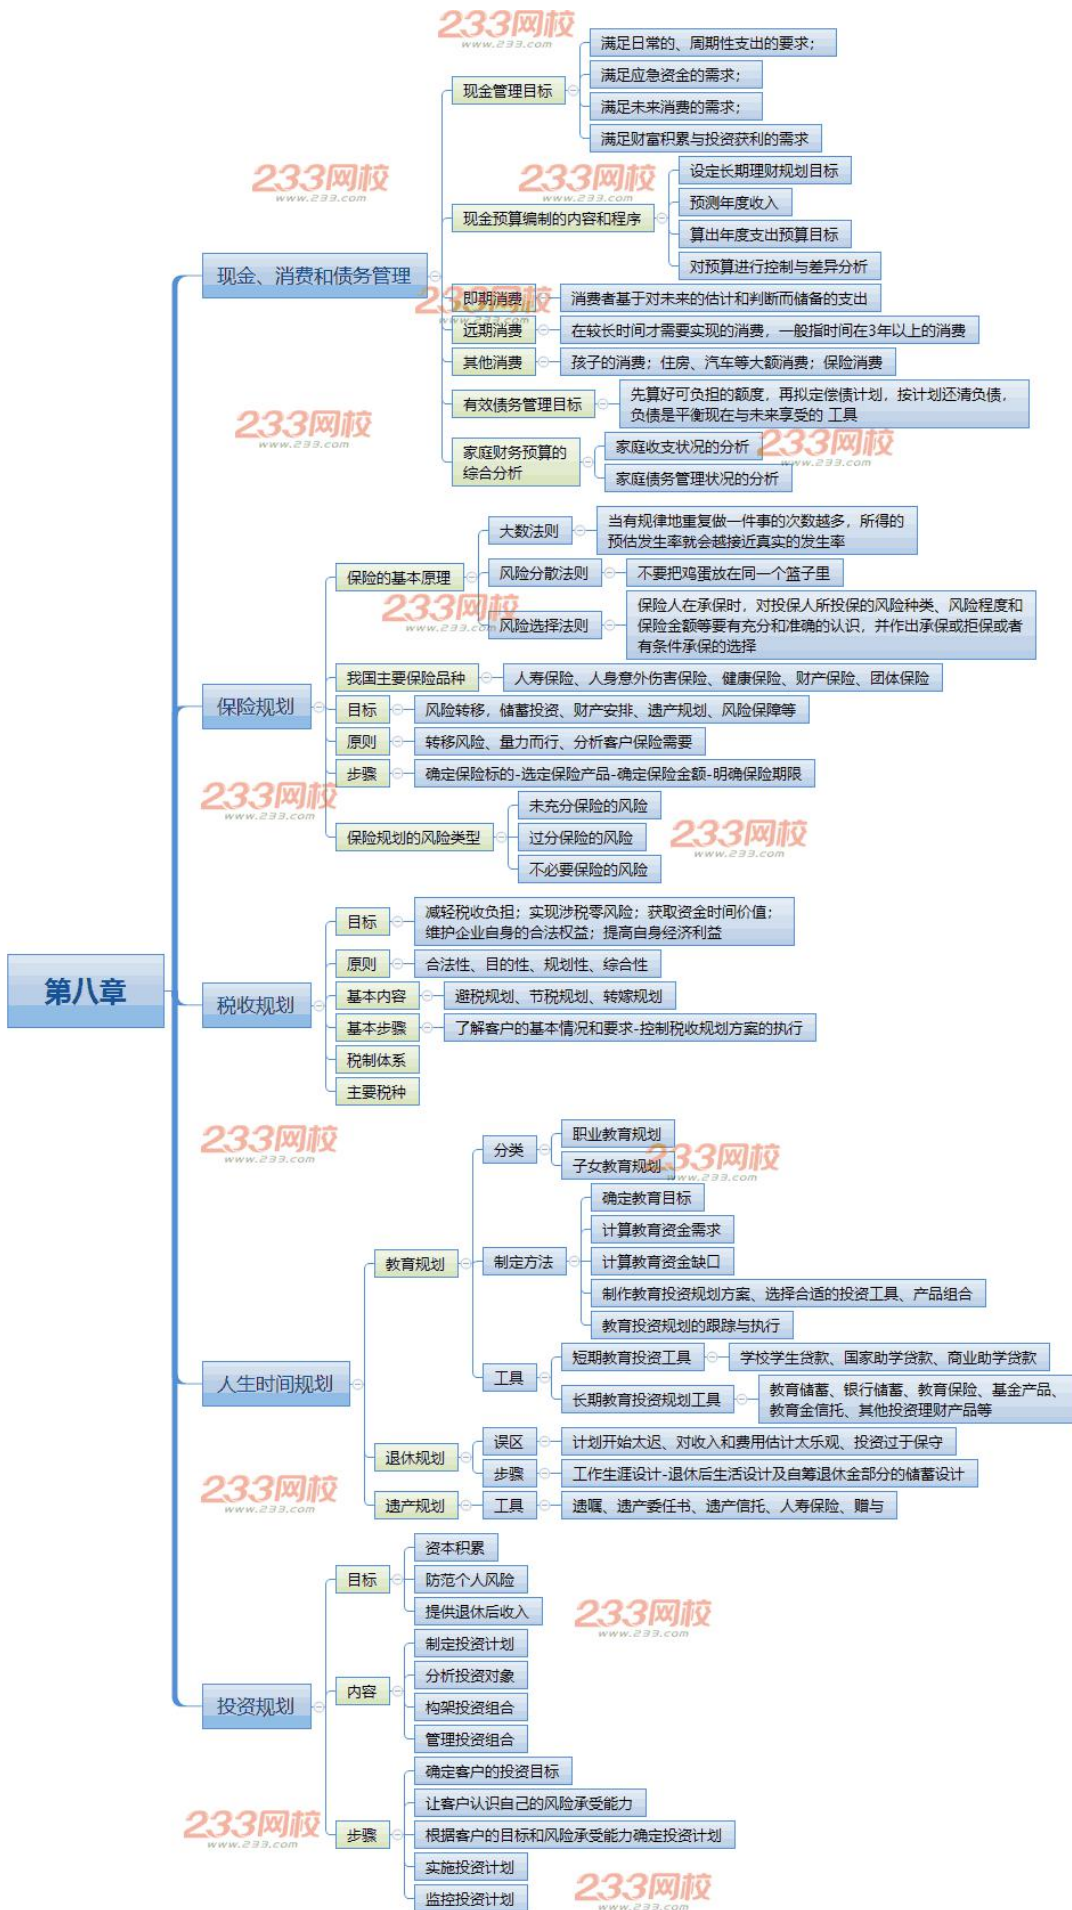 233网校
www.233.com
满足日常的、周期性支出的要求；
满足应急资金的需求；
现金管理目标
满足未来消费的需求；
满足财富积累与投资获利的需求
233网校
www.233.com
233网校
www.233.com
设定长期理财规划目标
预测年度收入
现金预算编制的内容和程序
算出年度支出预算目标
对预算进行控制与差异分析
现金、消费和债务管理
233网校
www.233.com
即期消费
消费者基于对未来的估计和判断而储备的支出
远期消费
在较长时间才需要实现的消费，一般指时间在3年以上的消费
其他消费
孩子的消费；住房、汽车等大额消费；保险消费
有效债务管理目标
先算好可负担的额度，再拟定偿债计划，按计划还清负债，
负债是平衡现在与未来享受的 工具
233网校
www.233.com
233网校
www.233.com
家庭财务预算的
综合分析
家庭收支状况的分析
家庭债务管理状况的分析
大数法则
当有规律地重复做一件事的次数越多，所得的
预估发生率就会越接近真实的发生率
保险的基本原理
风险分散法则
不要把鸡蛋放在同一个篮子里
233网校
www.233.com
风险选择法则
保险人在承保时，对投保人所投保的风险种类、风险程度和
保险金额等要有充分和准确的认识，并作出承保或拒保或者
有条件承保的选择
我国主要保险品种
人寿保险、人身意外伤害保险、健康保险、财产保险、团体保险
保险规划
目标
风险转移，储蓄投资、财产安排、遗产规划、风险保障等
原则
转移风险、量力而行、分析客户保险需要
步骤
确定保险标的-选定保险产品-确定保险金额-明确保险期限
233网校
www.233.com
保险规划的风险类型
未充分保险的风险
过分保险的风险
不必要保险的风险
233网校
www.233.com
目标
减轻税收负担；实现涉税零风险；获取资金时间价值；
维护企业自身的合法权益；提高自身经济利益
原则
合法性、目的性、规划性、综合性
第八章
税收规划
基本内容
避税规划、节税规划、转嫁规划
基本步骤
了解客户的基本情况和要求-控制税收规划方案的执行
税制体系
主要税种
233网校
www.233.com
233网校
www.233.com
分类
职业教育规划
子女教育规划
教育规划
制定方法
确定教育目标
计算教育资金需求
计算教育资金缺口
制作教育投资规划方案、选择合适的投资工具、产品组合
教育投资规划的跟踪与执行
人生时间规划
工具
短期教育投资工具
学校学生贷款、国家助学贷款、商业助学贷款
长期教育投资规划工具
教育储蓄、银行储蓄、教育保险、基金产品、
教育金信托、其他投资理财产品等
退休规划
误区
计划开始太迟、对收入和费用估计太乐观、投资过于保守
步骤
工作生涯设计-退休后生活设计及自筹退休金部分的储蓄设计
233网校
www.233.com
遗产规划
工具
遗嘱、遗产委任书、遗产信托、人寿保险、赠与
目标
资本积累
防范个人风险
提供退休后收入
233网校
www.233.com
投资规划
内容
制定投资计划
分析投资对象
构架投资组合
管理投资组合
步骤
确定客户的投资目标
让客户认识自己的风险承受能力
根据客户的目标和风险承受能力确定投资计划
实施投资计划
监控投资计划
233网校
www.233.com
233网校
www.233.com